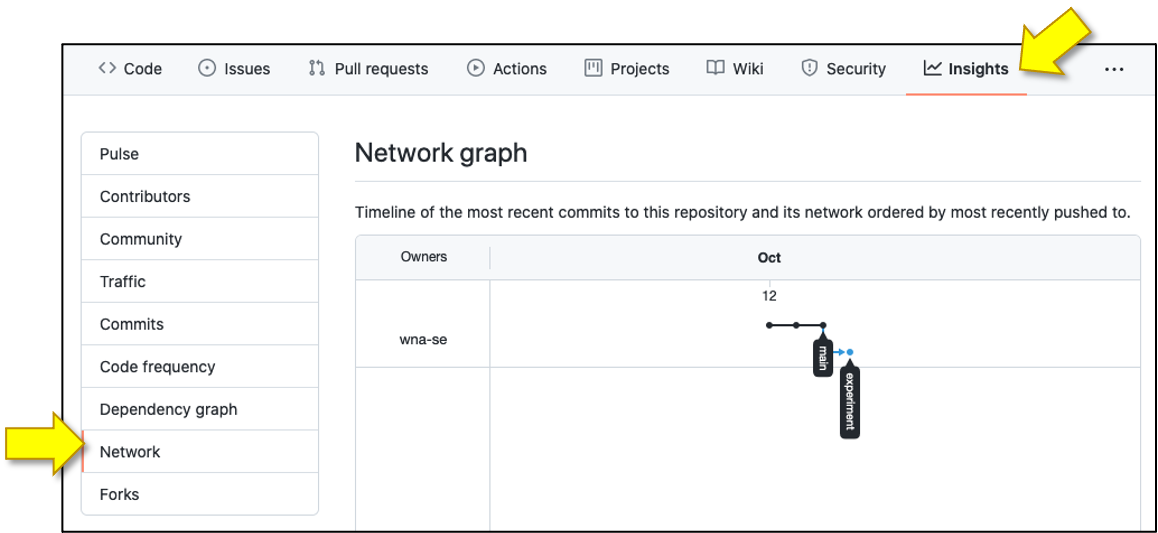 Code Issues Pull requests Actions Projects Wiki Security Insights ...
Pulse
Contributors
Community
Traffic
Commits
Code frequency
Dependency graph
Network
Forks
Network graph
Timeline of the most recent commits to this repository and its network ordered by most recently pushed to.
Owners Oct
12
wna-se
main
experiment